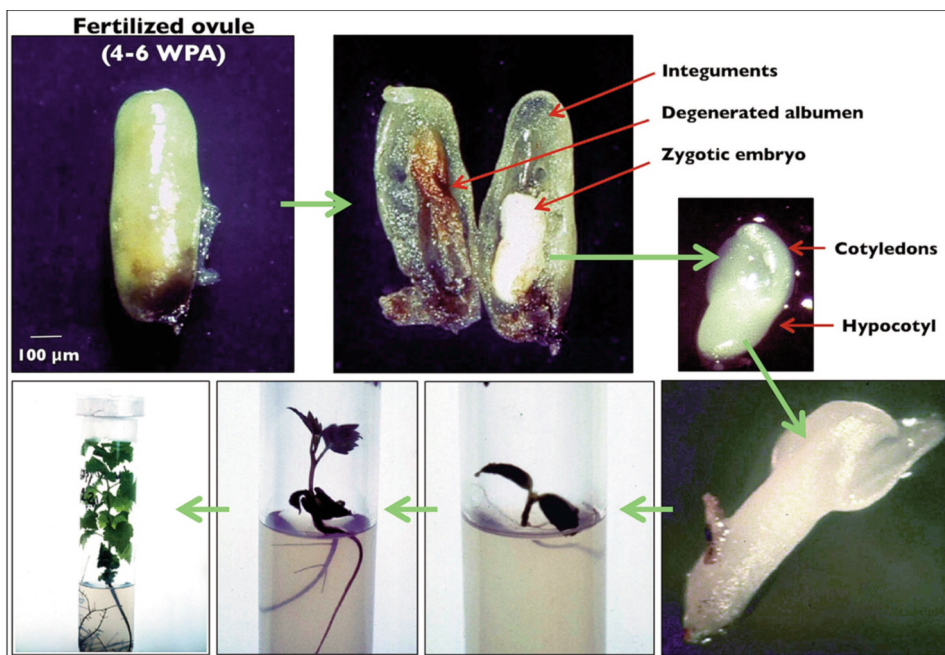 Fertilized ovule
(4-6 WPA)
Integuments
Degenerated albumen
Zygotic embryo
Cotyledons
Hypocotyl
100 µm